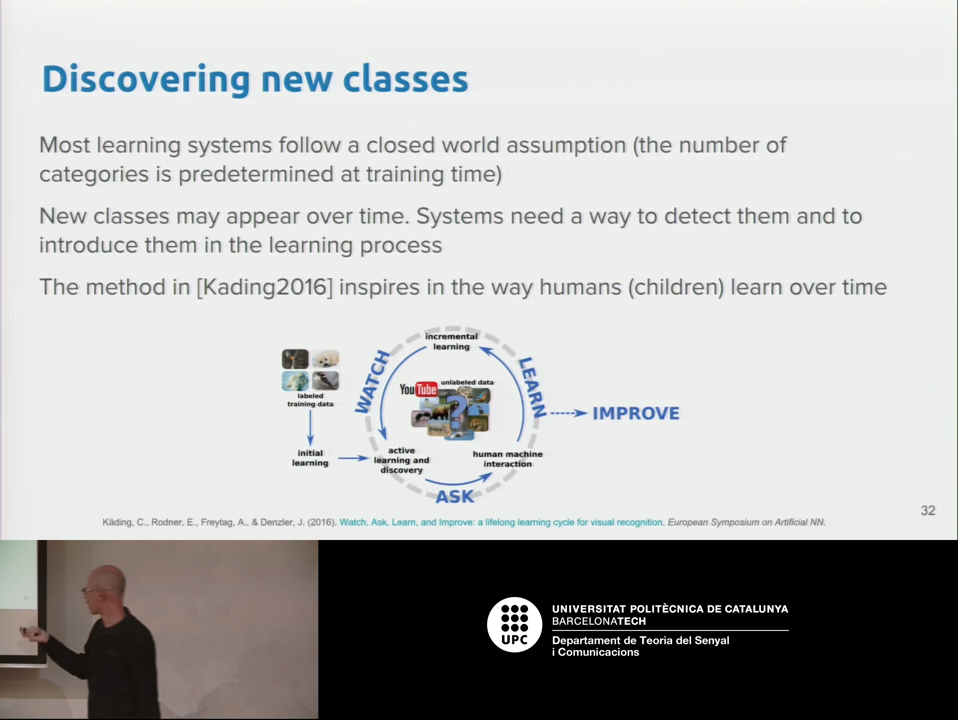 Discovering new classes
Most learning systems follow a closed world assumption (the number of
categories is predetermined at training time)
New classes may appear over time. Systems need a way to detect them and to
introduce them in the learning process
The method in [Kading2016] inspires in the way humans (children) learn over time
incremental
learning
WATCH
LEARN
YouTube
unlabeled data
?
labeled
training data
IMPROVE
initial
learning
active
learning and
discovery
human machine
interaction
ASK
32
Käding, C., Rodner, E., Freytag, A., & Denzler, J. (2016). Watch, Ask, Learn, and Improve: a lifelong learning cycle for visual recognition. European Symposium on Artificial NN.
UPC
UNIVERSITAT POLITÈCNICA DE CATALUNYA
BARCELONATECH
Departament de Teoria del Senyal
i Comunicacions